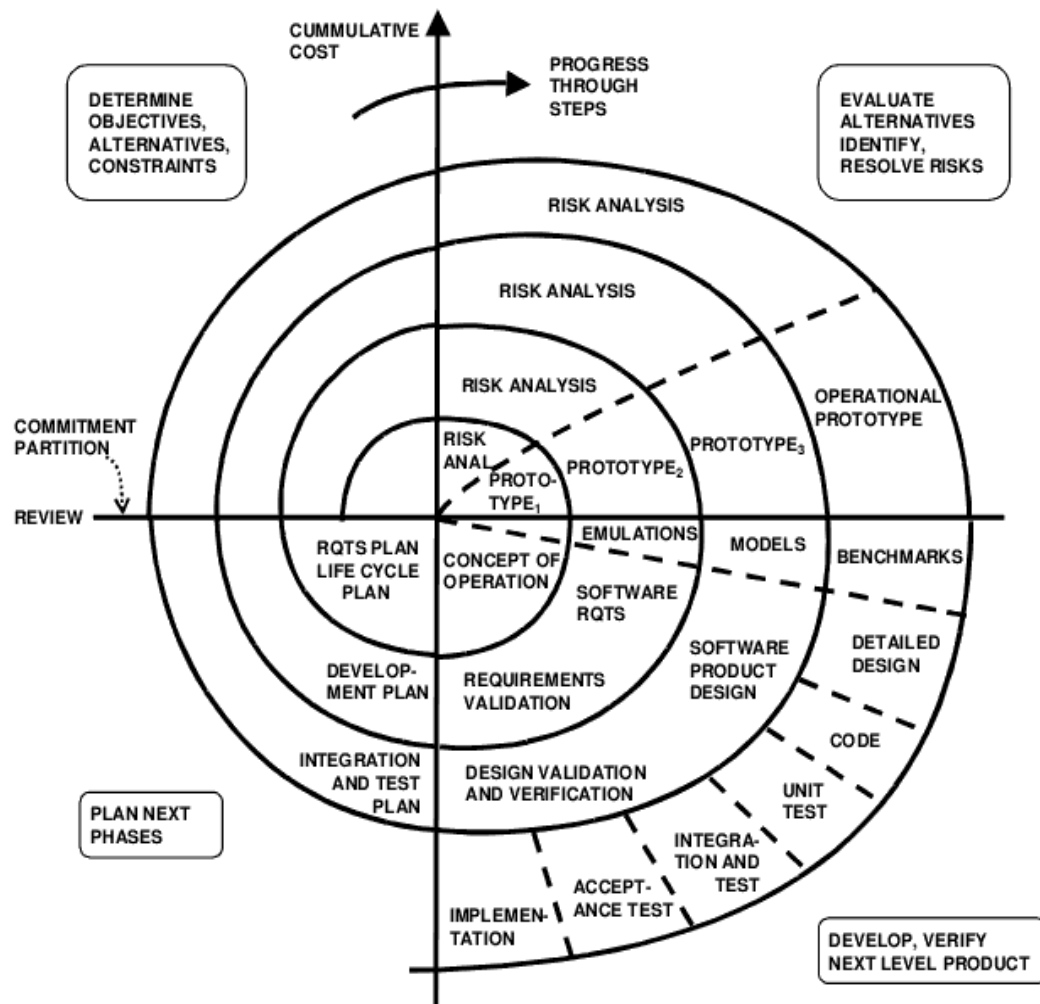 CUMMULATIVE
COST
PROGRESS
THROUGH
STEPS
DETERMINE
OBJECTIVES,
ALTERNATIVES,
CONSTRAINTS
EVALUATE
ALTERNATIVES
IDENTIFY,
RESOLVE RISKS
RISK ANALYSIS
RISK ANALYSIS
RISK ANALYSIS
RISK
ANAL
PROTO-
TYPE1
PROTOTYPE2
PROTOTYPE3
OPERATIONAL
PROTOTYPE
COMMITMENT
PARTITION
REVIEW
EMULATIONS
MODELS
BENCHMARKS
RQTS PLAN
LIFE CYCLE
PLAN
CONCEPT OF
OPERATION
SOFTWARE
RQTS
SOFTWARE
PRODUCT
DESIGN
DETAILED
DESIGN
DEVELOP-
MENT PLAN
REQUIREMENTS
VALIDATION
CODE
INTEGRATION
AND TEST
PLAN
DESIGN VALIDATION
AND VERIFICATION
UNIT
TEST
PLAN NEXT
PHASES
INTEGRA-
TION AND
TEST
ACCEPT-
ANCE TEST
IMPLEMEN-
TATION
DEVELOP, VERIFY
NEXT LEVEL PRODUCT